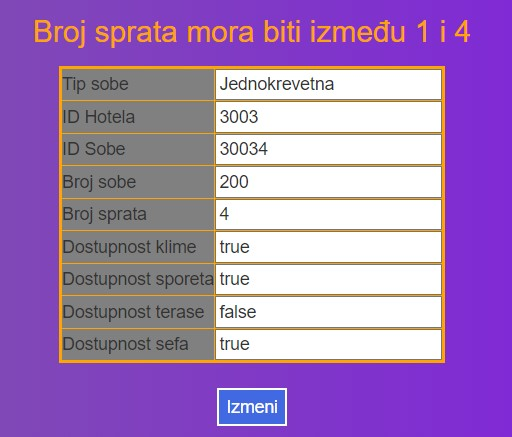 Broj sprata mora biti između 1 i 4
Tip sobe Jednokrevetna
ID Hotela 3003
ID Sobe 30034
Broj sobe 200
Broj sprata 4
Dostupnost klime true
Dostupnost sporeta true
Dostupnost terase false
Dostupnost sefa true
Izmeni